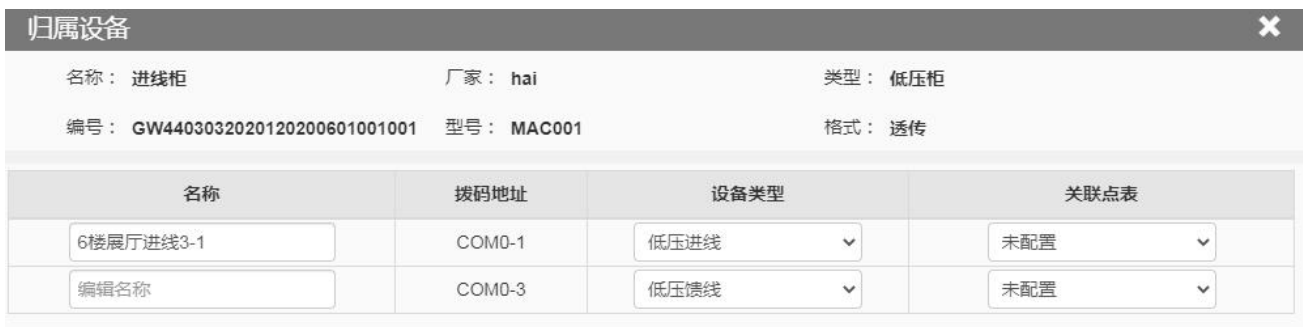 归属设备
名称： 进线柜 厂家： hai 类型： 低压柜
编号： GW4403032020120200601001001 型号： MAC001 格式： 透传
名称 拨码地址 设备类型 关联点表
6楼展厅进线3-1 COM0-1 低压进线 未配置
编辑名称 COM0-3 低压馈线 未配置